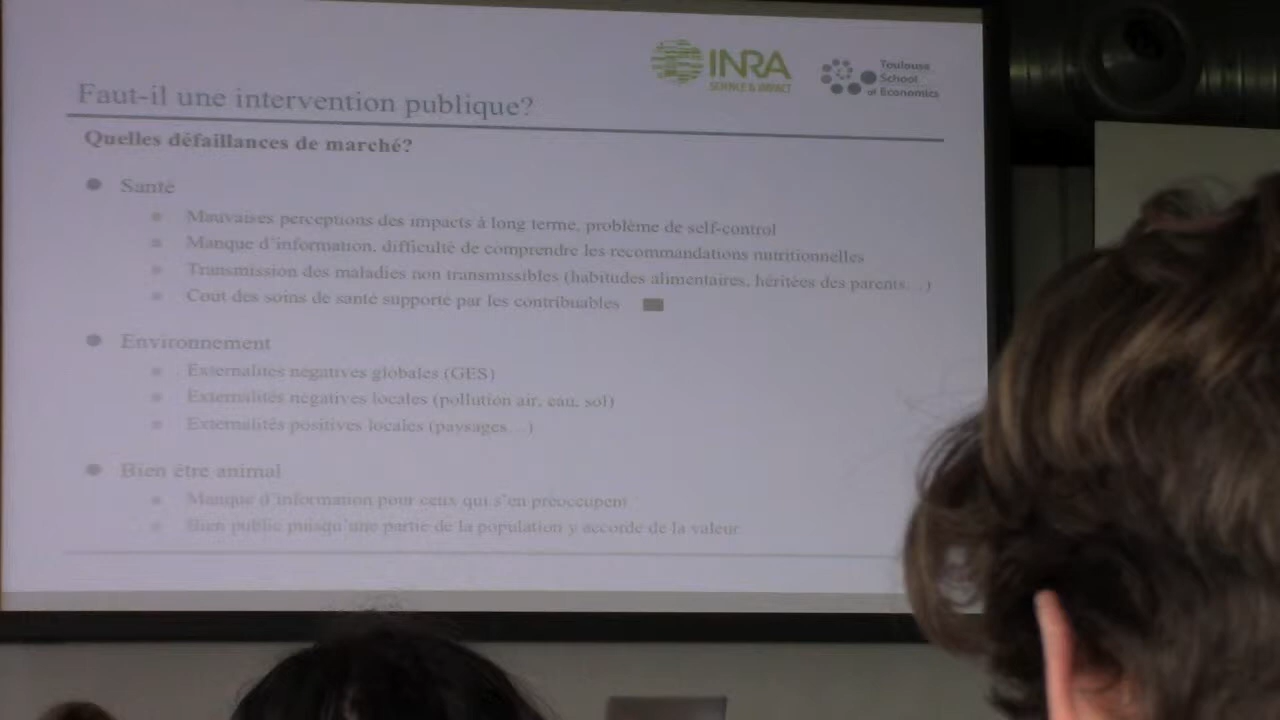 INRA
SCIENCE & IMPACT
Toulouse
School
of Economics
Faut-il une intervention publique?
Quelles défaillances de marché?
Santé
Mauvaises perceptions des impacts à long terme, problème de self-control
Manque d'information, difficulté de comprendre les recommandations nutritionnelles
Transmission des maladies non transmissibles (habitudes alimentaires, héritées des parents…)
Cout des soins de santé supporté par les contribuables
Environnement
Externalités négatives globales (GES)
Externalités négatives locales (pollution air, eau, sol)
Externalités positives locales (paysages…)
Bien être animal
Manque d'information pour ceux qui s'en préoccupent
Bien public puisqu'une partie de la population y accorde de la valeur